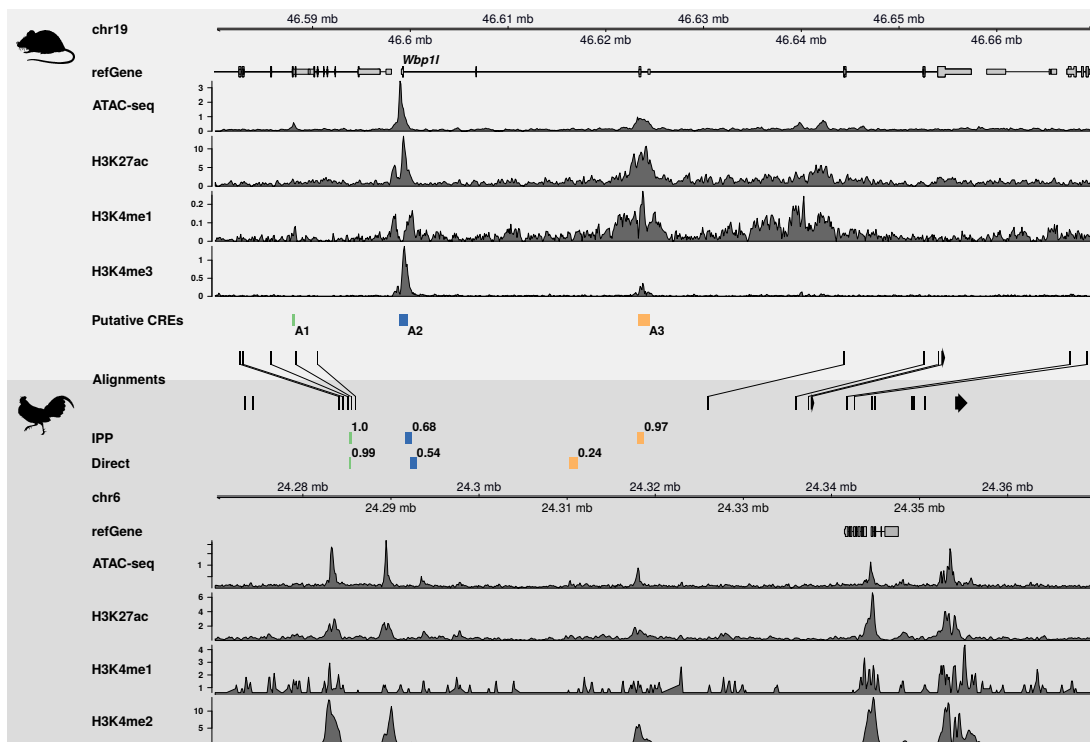 46.59 mb 46.61 mb 46.63 mb 46.65 mb
chr19
46.6 mb 46.62 mb 46.64 mb 46.66 mb
Wbp1l
refGene
3
ATAC-seq
2
1
0
10
H3K27ac
5
0
0.2
H3K4me1
0.1
0
1
H3K4me3
0.5
0
Putative CREs
A1 A2 A3
Alignments
1.0 0.68 0.97
IPP
0.99 0.54 0.24
Direct
24.28 mb 24.3 mb 24.32 mb 24.34 mb 24.36 mb
chr6
24.29 mb 24.31 mb 24.33 mb 24.35 mb
refGene
ATAC-seq
1
6
H3K27ac
4
2
4
H3K4me1
3
2
1
10
H3K4me2
5